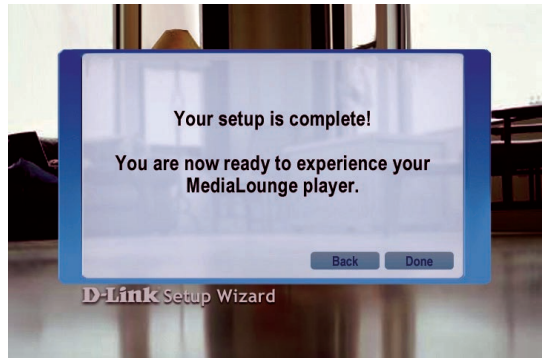 Your setup is complete!
You are now ready to experience your
MediaLounge player.
Back
Done
D-Link Setup Wizard